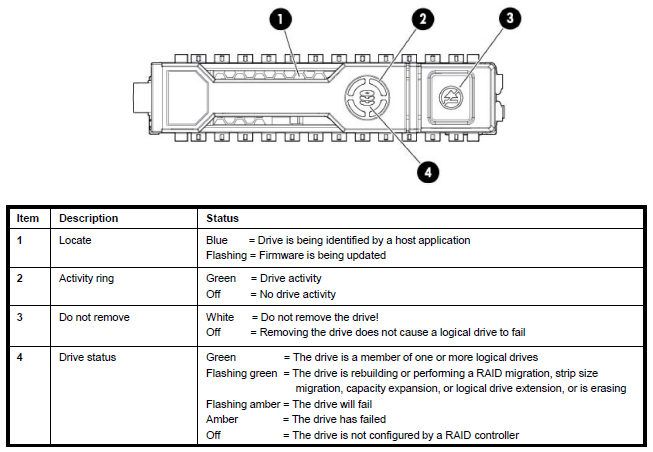 1
2
3
4
Item Description Status
1 Locate Blue = Drive is being identified by a host application
Flashing = Firmware is being updated
2 Activity ring Green = Drive activity
Off = No drive activity
3 Do not remove White = Do not remove the drive!
Off = Removing the drive does not cause a logical drive to fail
4 Drive status Green = The drive is a member of one or more logical drives
Flashing green = The drive is rebuilding or performing a RAID migration, strip size
migration, capacity expansion, or logical drive extension, or is erasing
Flashing amber = The drive will fail
Amber = The drive has failed
Off = The drive is not configured by a RAID controller